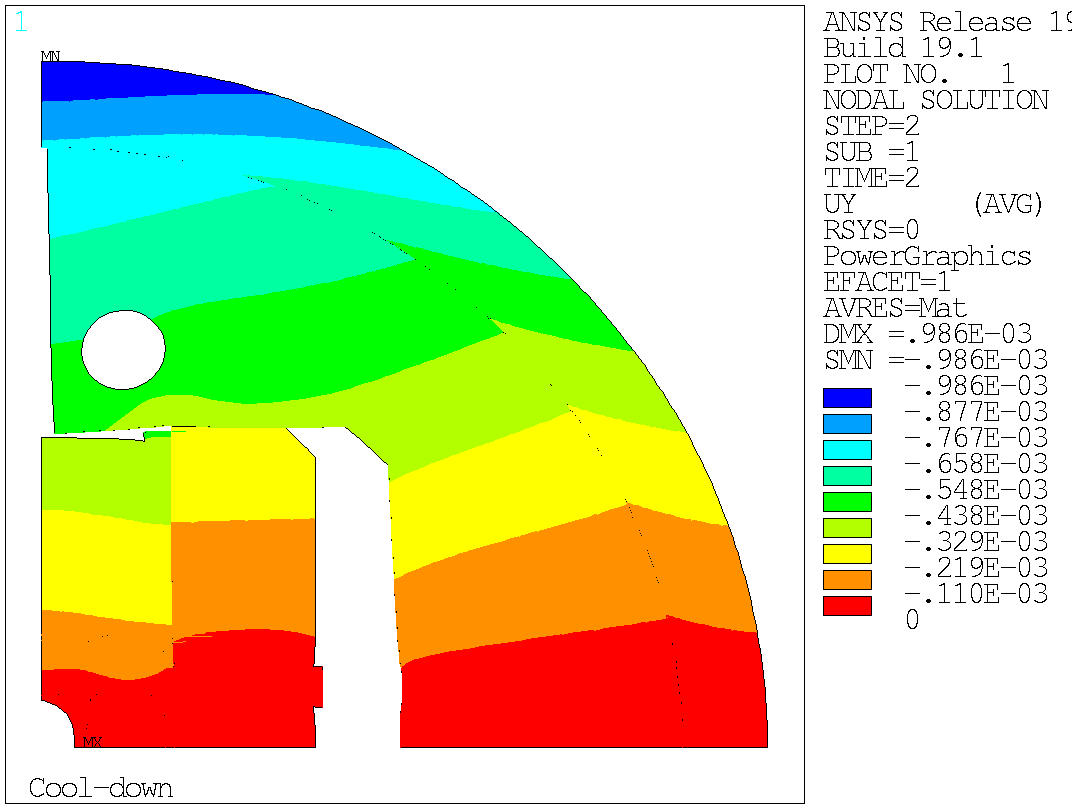 1
MN
MX
Cool-down
ANSYS Release 19
Build 19.1
PLOT NO. 1
NODAL SOLUTION
STEP=2
SUB =1
TIME=2
UY (AVG)
RSYS=0
PowerGraphics
EFACET=1
AVRES=Mat
DMX =.986E-03
SMN =-.986E-03
-.986E-03
-.877E-03
-.767E-03
-.658E-03
-.548E-03
-.438E-03
-.329E-03
-.219E-03
-.110E-03
0